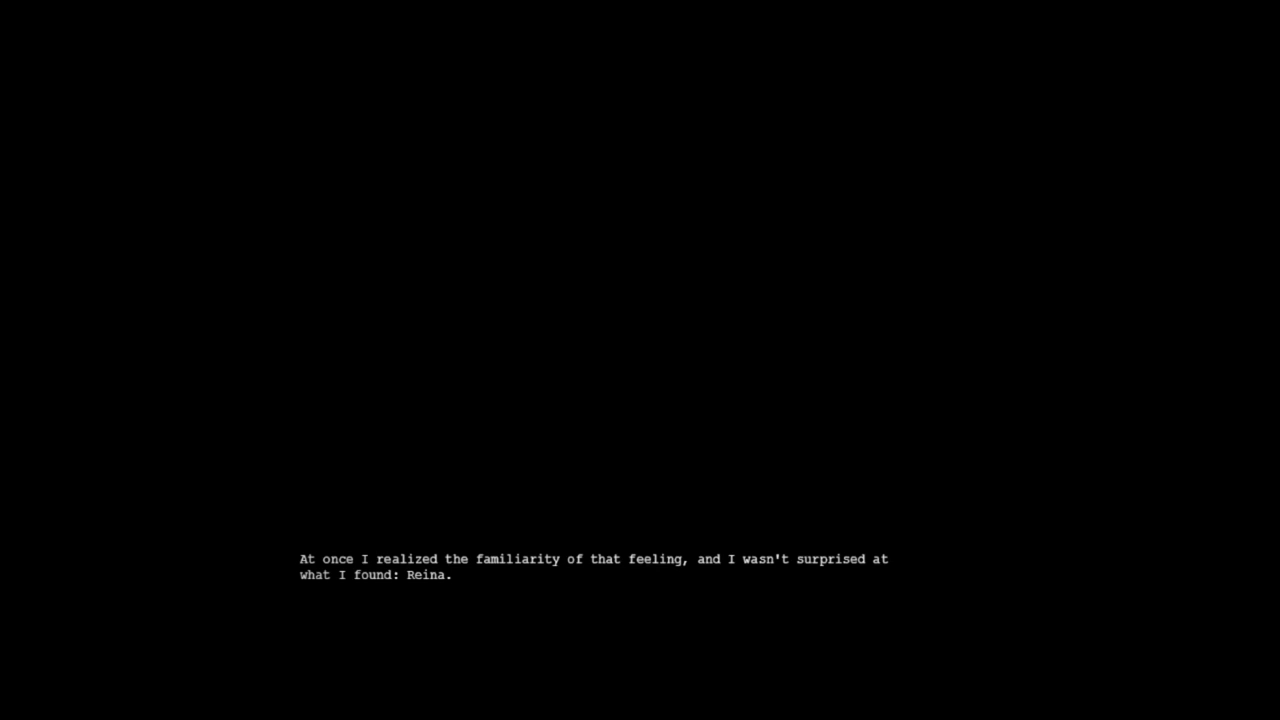 At once I realized the familiarity of that feeling, and I wasn't surprised at
what I found: Reina.